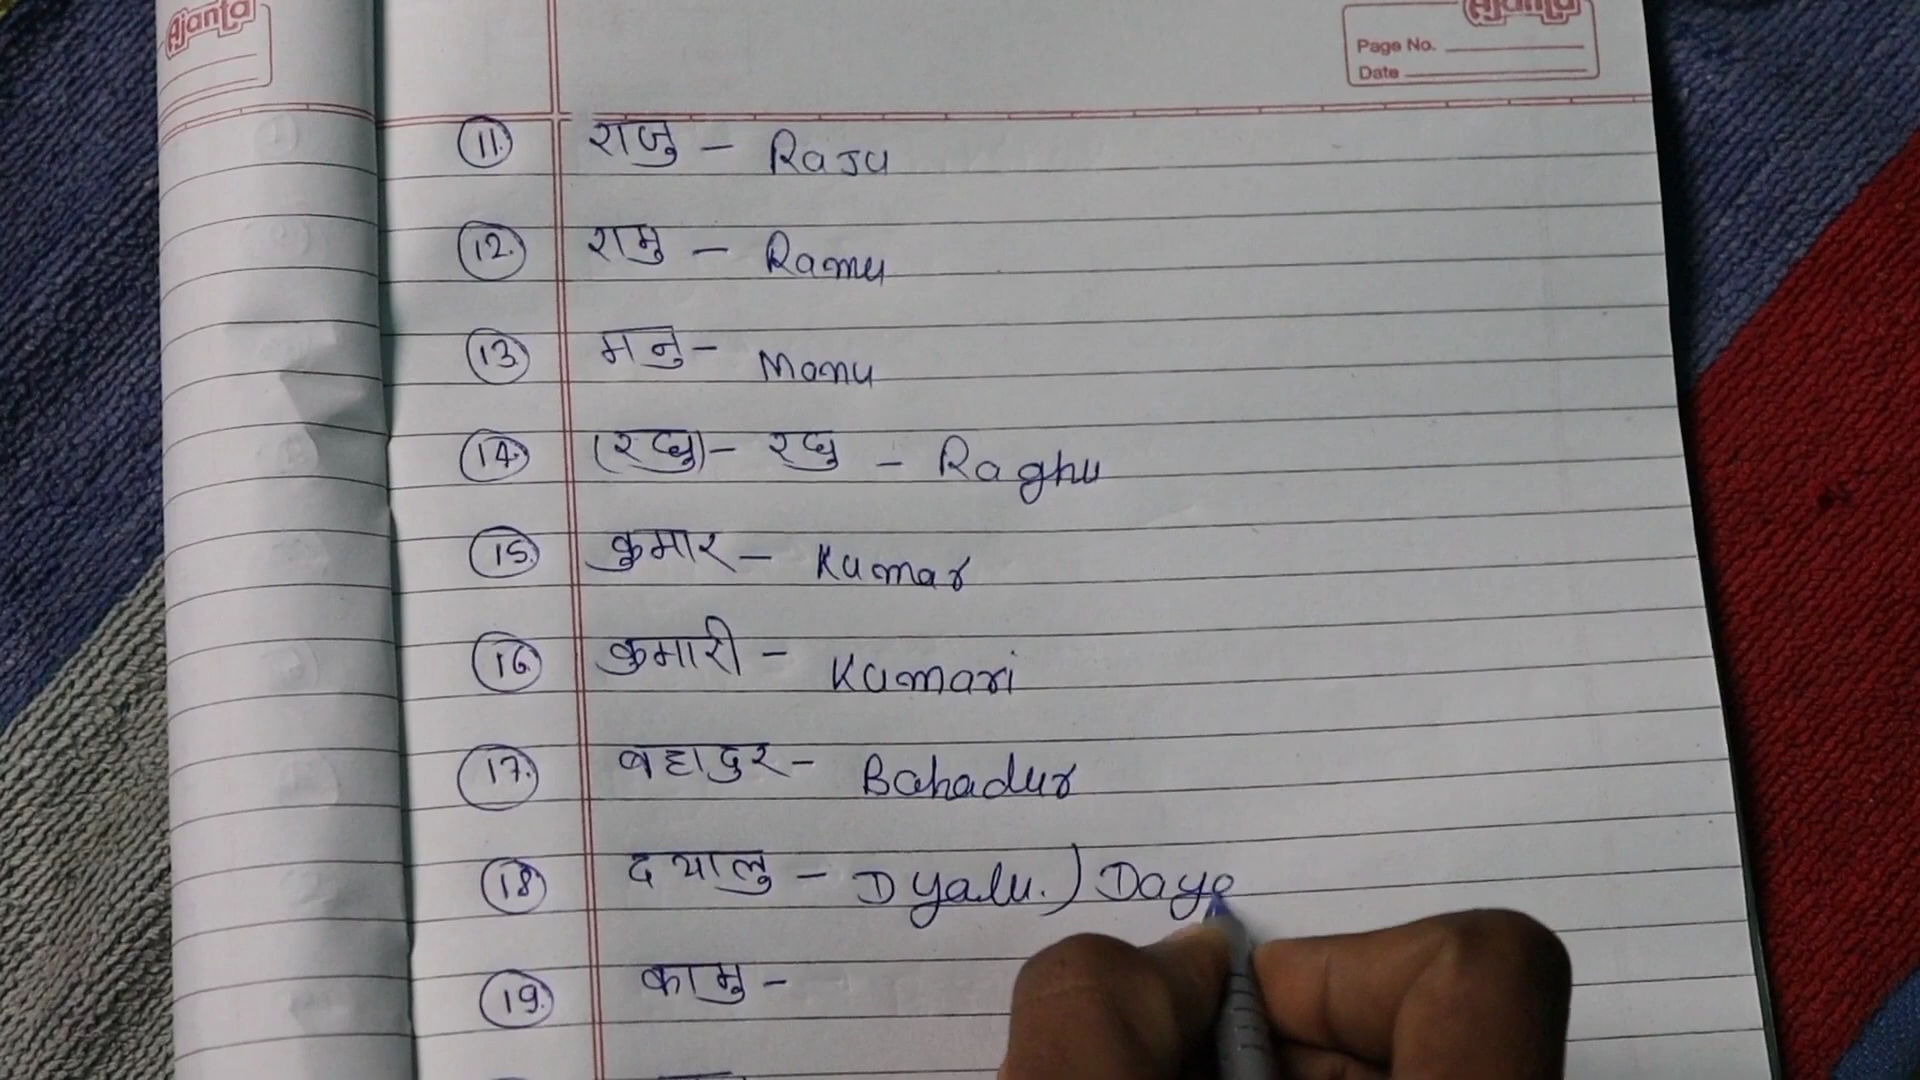 Ajanta
Ajanta
Page No.
Date
11. राजु - Raju
12. रामु - Ramu
13. मनु - Manu
14. (रघु) - रघु - Raghu
15. कुमार - Kumar
16. कुमारी - Kumari
17. बहादुर - Bahadur
18. दयालु - Dyalu.) Daya
19. कामु -